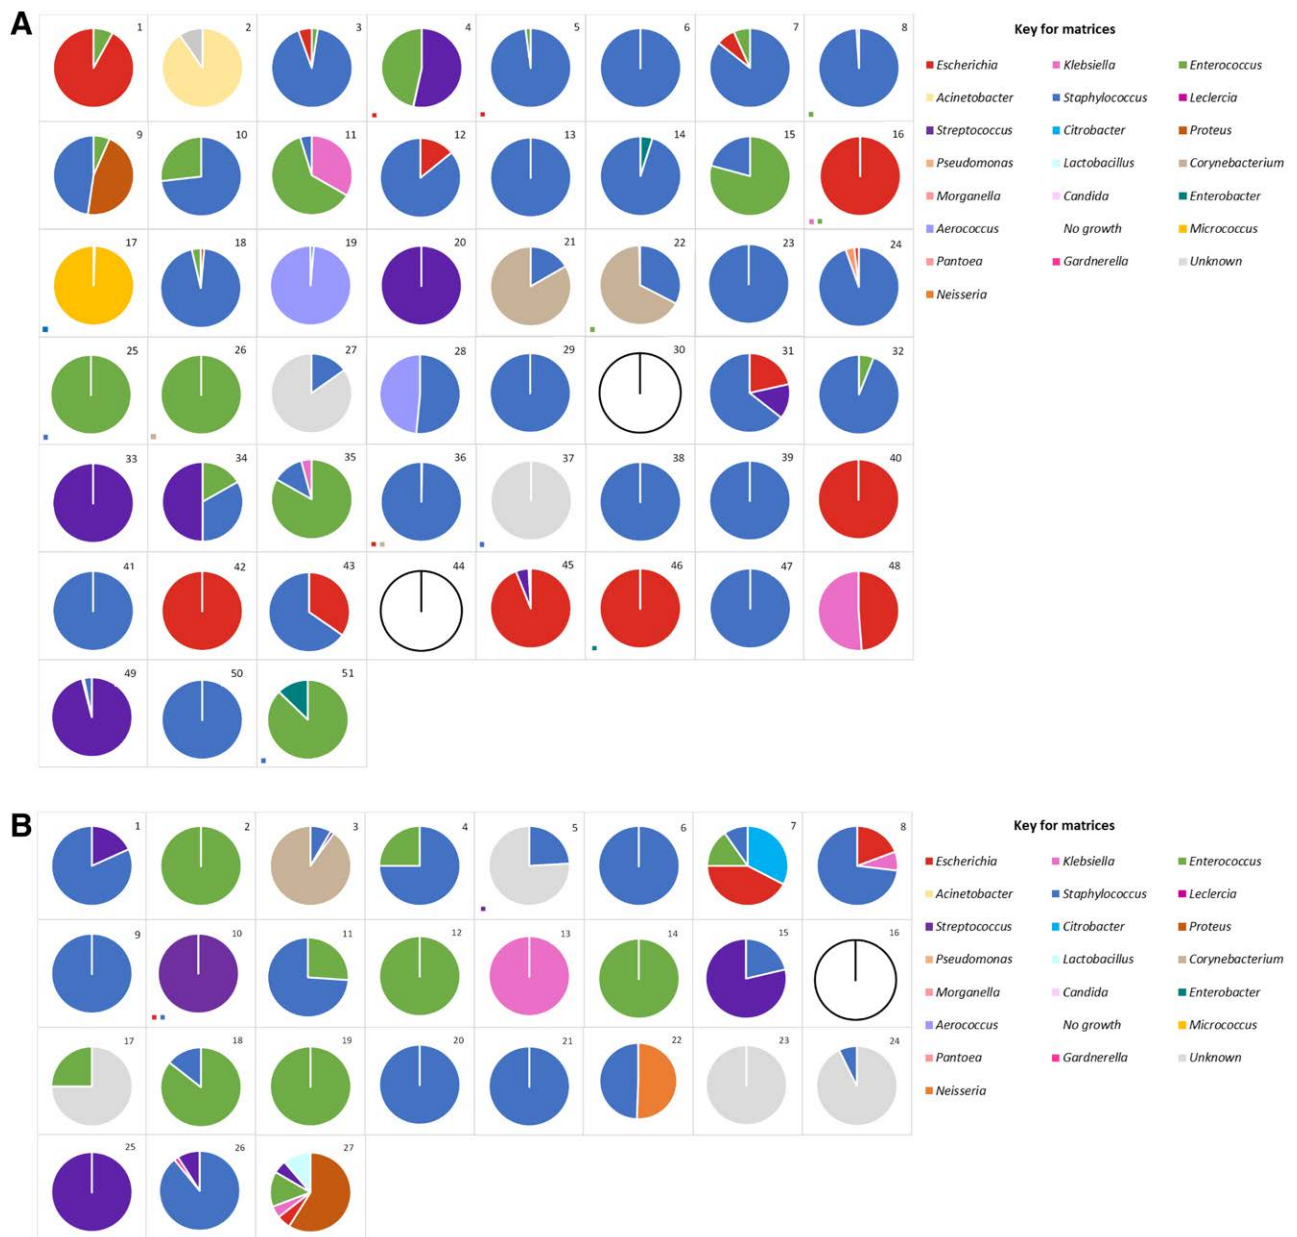 A
1 2 3 4 5 6 7 8
9 10 11 12 13 14 15 16
17 18 19 20 21 22 23 24
25 26 27 28 29 30 31 32
33 34 35 36 37 38 39 40
41 42 43 44 45 46 47 48
49 50 51
Key for matrices
Escherichia Klebsiella Enterococcus
Acinetobacter Staphylococcus Leclercia
Streptococcus Citrobacter Proteus
Pseudomonas Lactobacillus Corynebacterium
Morganella Candida Enterobacter
Aerococcus No growth Micrococcus
Pantoea Gardnerella Unknown
Neisseria
B
1 2 3 4 5 6 7 8
9 10 11 12 13 14 15 16
17 18 19 20 21 22 23 24
25 26 27
Key for matrices
Escherichia Klebsiella Enterococcus
Acinetobacter Staphylococcus Leclercia
Streptococcus Citrobacter Proteus
Pseudomonas Lactobacillus Corynebacterium
Morganella Candida Enterobacter
Aerococcus No growth Micrococcus
Pantoea Gardnerella Unknown
Neisseria